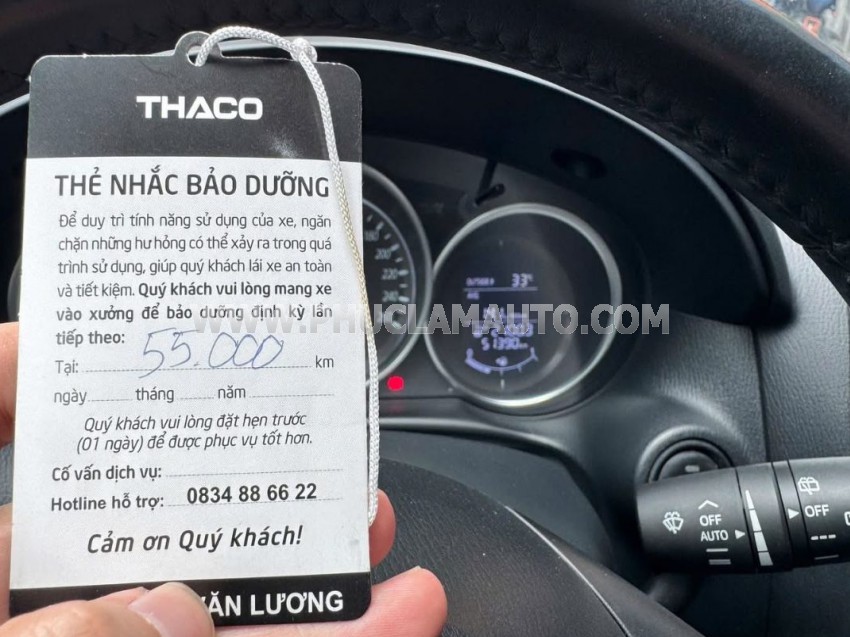 THACO
THẺ NHẮC BẢO DƯỠNG
Để duy trì tính năng sử dụng của xe, ngăn
chặn những hư hỏng có thể xảy ra trong quá
trình sử dụng, giúp quý khách lái xe an toàn
và tiết kiệm. Quý khách vui lòng mang xe
vào xưởng để bảo dưỡng định kỳ lần
tiếp theo:
Tại: 55.000 km
ngày tháng năm
Quý khách vui lòng đặt hẹn trước
(01 ngày) để được phục vụ tốt hơn.
Cố vấn dịch vụ:
Hotline hỗ trợ: 0834 88 66 22
Cảm ơn Quý khách!
VĂN LƯƠNG
WWW.PHUCLAMAUTO.COM
180
200
220
240
33
51390
OFF
AUTO
OFF